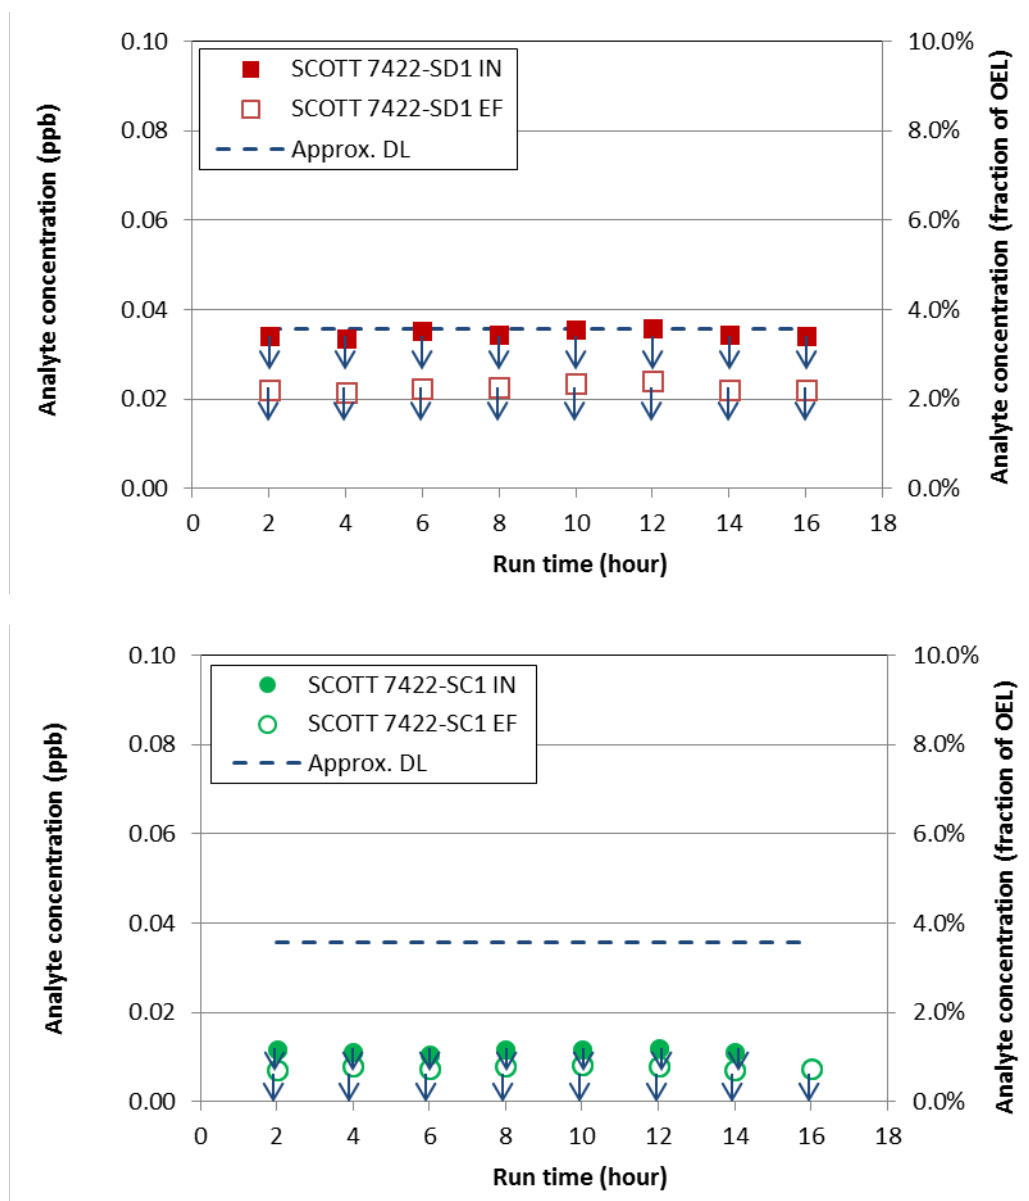 SCOTT 7422-SD1 IN
SCOTT 7422-SD1 EF
Approx. DL
Analyte concentration (ppb)
0.10
0.08
0.06
0.04
0.02
0.00
10.0%
8.0%
6.0%
4.0%
2.0%
0.0%
Analyte concentration (fraction of OEL)
0 2 4 6 8 10 12 14 16 18
Run time (hour)
SCOTT 7422-SC1 IN
SCOTT 7422-SC1 EF
Approx. DL
Analyte concentration (ppb)
0.10
0.08
0.06
0.04
0.02
0.00
10.0%
8.0%
6.0%
4.0%
2.0%
0.0%
Analyte concentration (fraction of OEL)
0 2 4 6 8 10 12 14 16 18
Run time (hour)